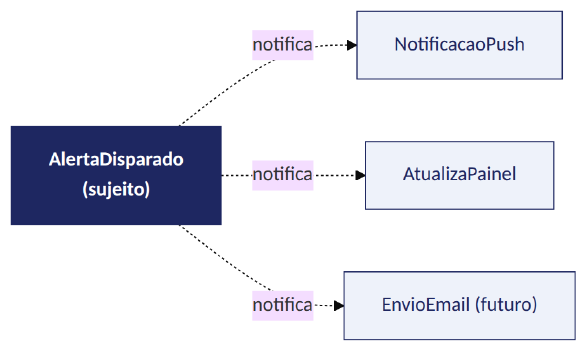 notifica
NotificacaoPush
AlertaDisparado
(sujeito)
notifica
AtualizaPainel
notifica
EnvioEmail (futuro)